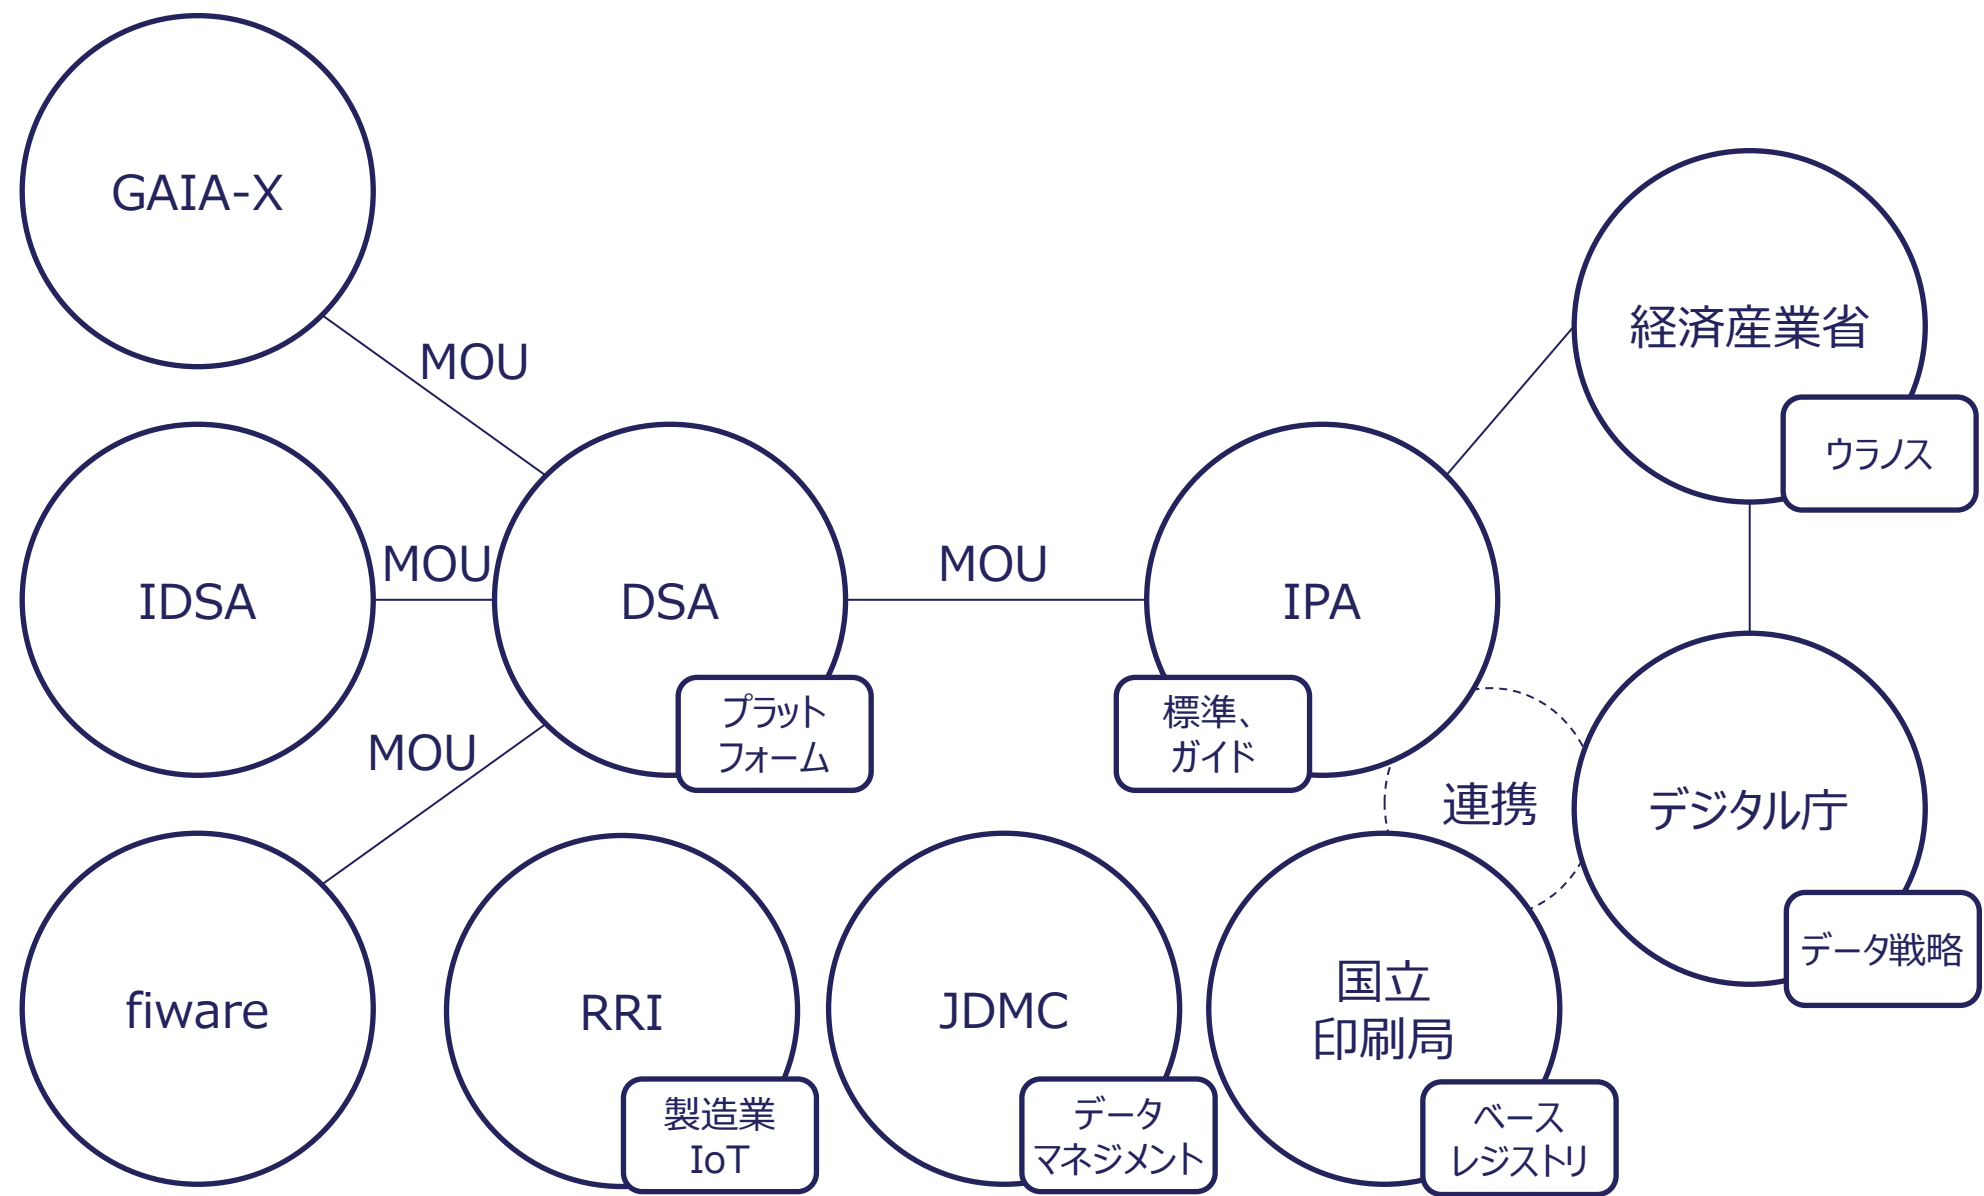 GAIA-X
MOU
経済産業省
ウラノス
IDSA
MOU
DSA
MOU
IPA
プラット
フォーム
標準、
ガイド
MOU
連携
デジタル庁
データ戦略
fiware
RRI
製造業
IoT
JDMC
データ
マネジメント
国立
印刷局
ベース
レジストリ